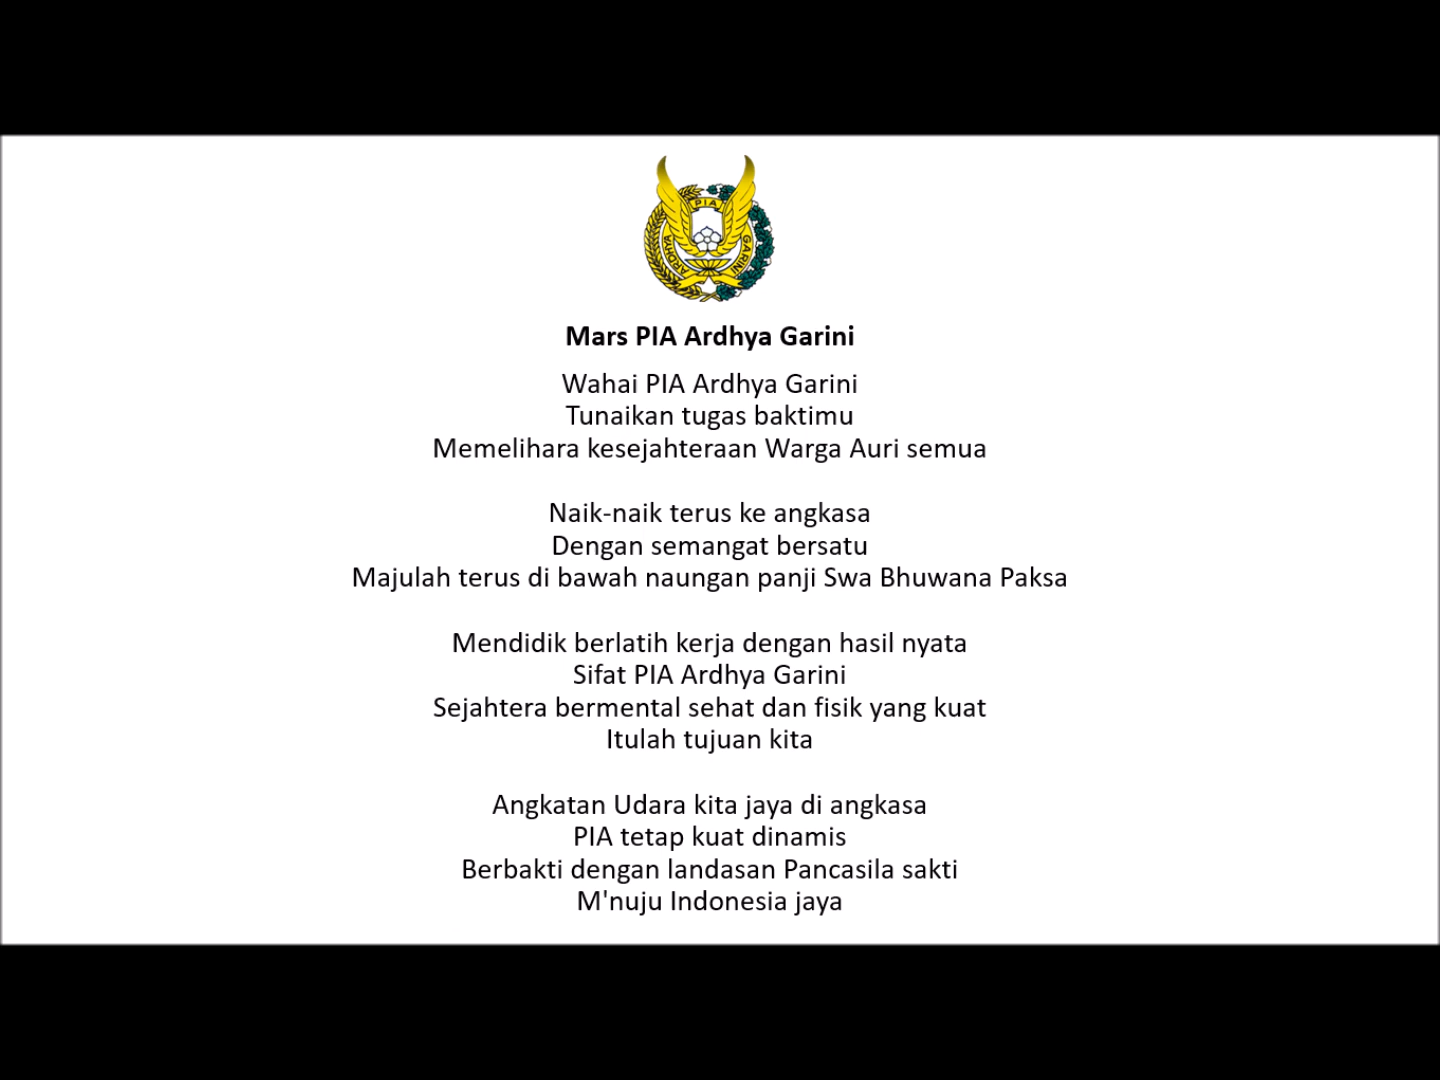 PIA
ARDHYA
GARINI
Mars PIA Ardhya Garini
Wahai PIA Ardhya Garini
Tunaikan tugas baktimu
Memelihara kesejahteraan Warga Auri semua
Naik-naik terus ke angkasa
Dengan semangat bersatu
Majulah terus di bawah naungan panji Swa Bhuwana Paksa
Mendidik berlatih kerja dengan hasil nyata
Sifat PIA Ardhya Garini
Sejahtera bermental sehat dan fisik yang kuat
Itulah tujuan kita
Angkatan Udara kita jaya di angkasa
PIA tetap kuat dinamis
Berbakti dengan landasan Pancasila sakti
M'nuju Indonesia jaya